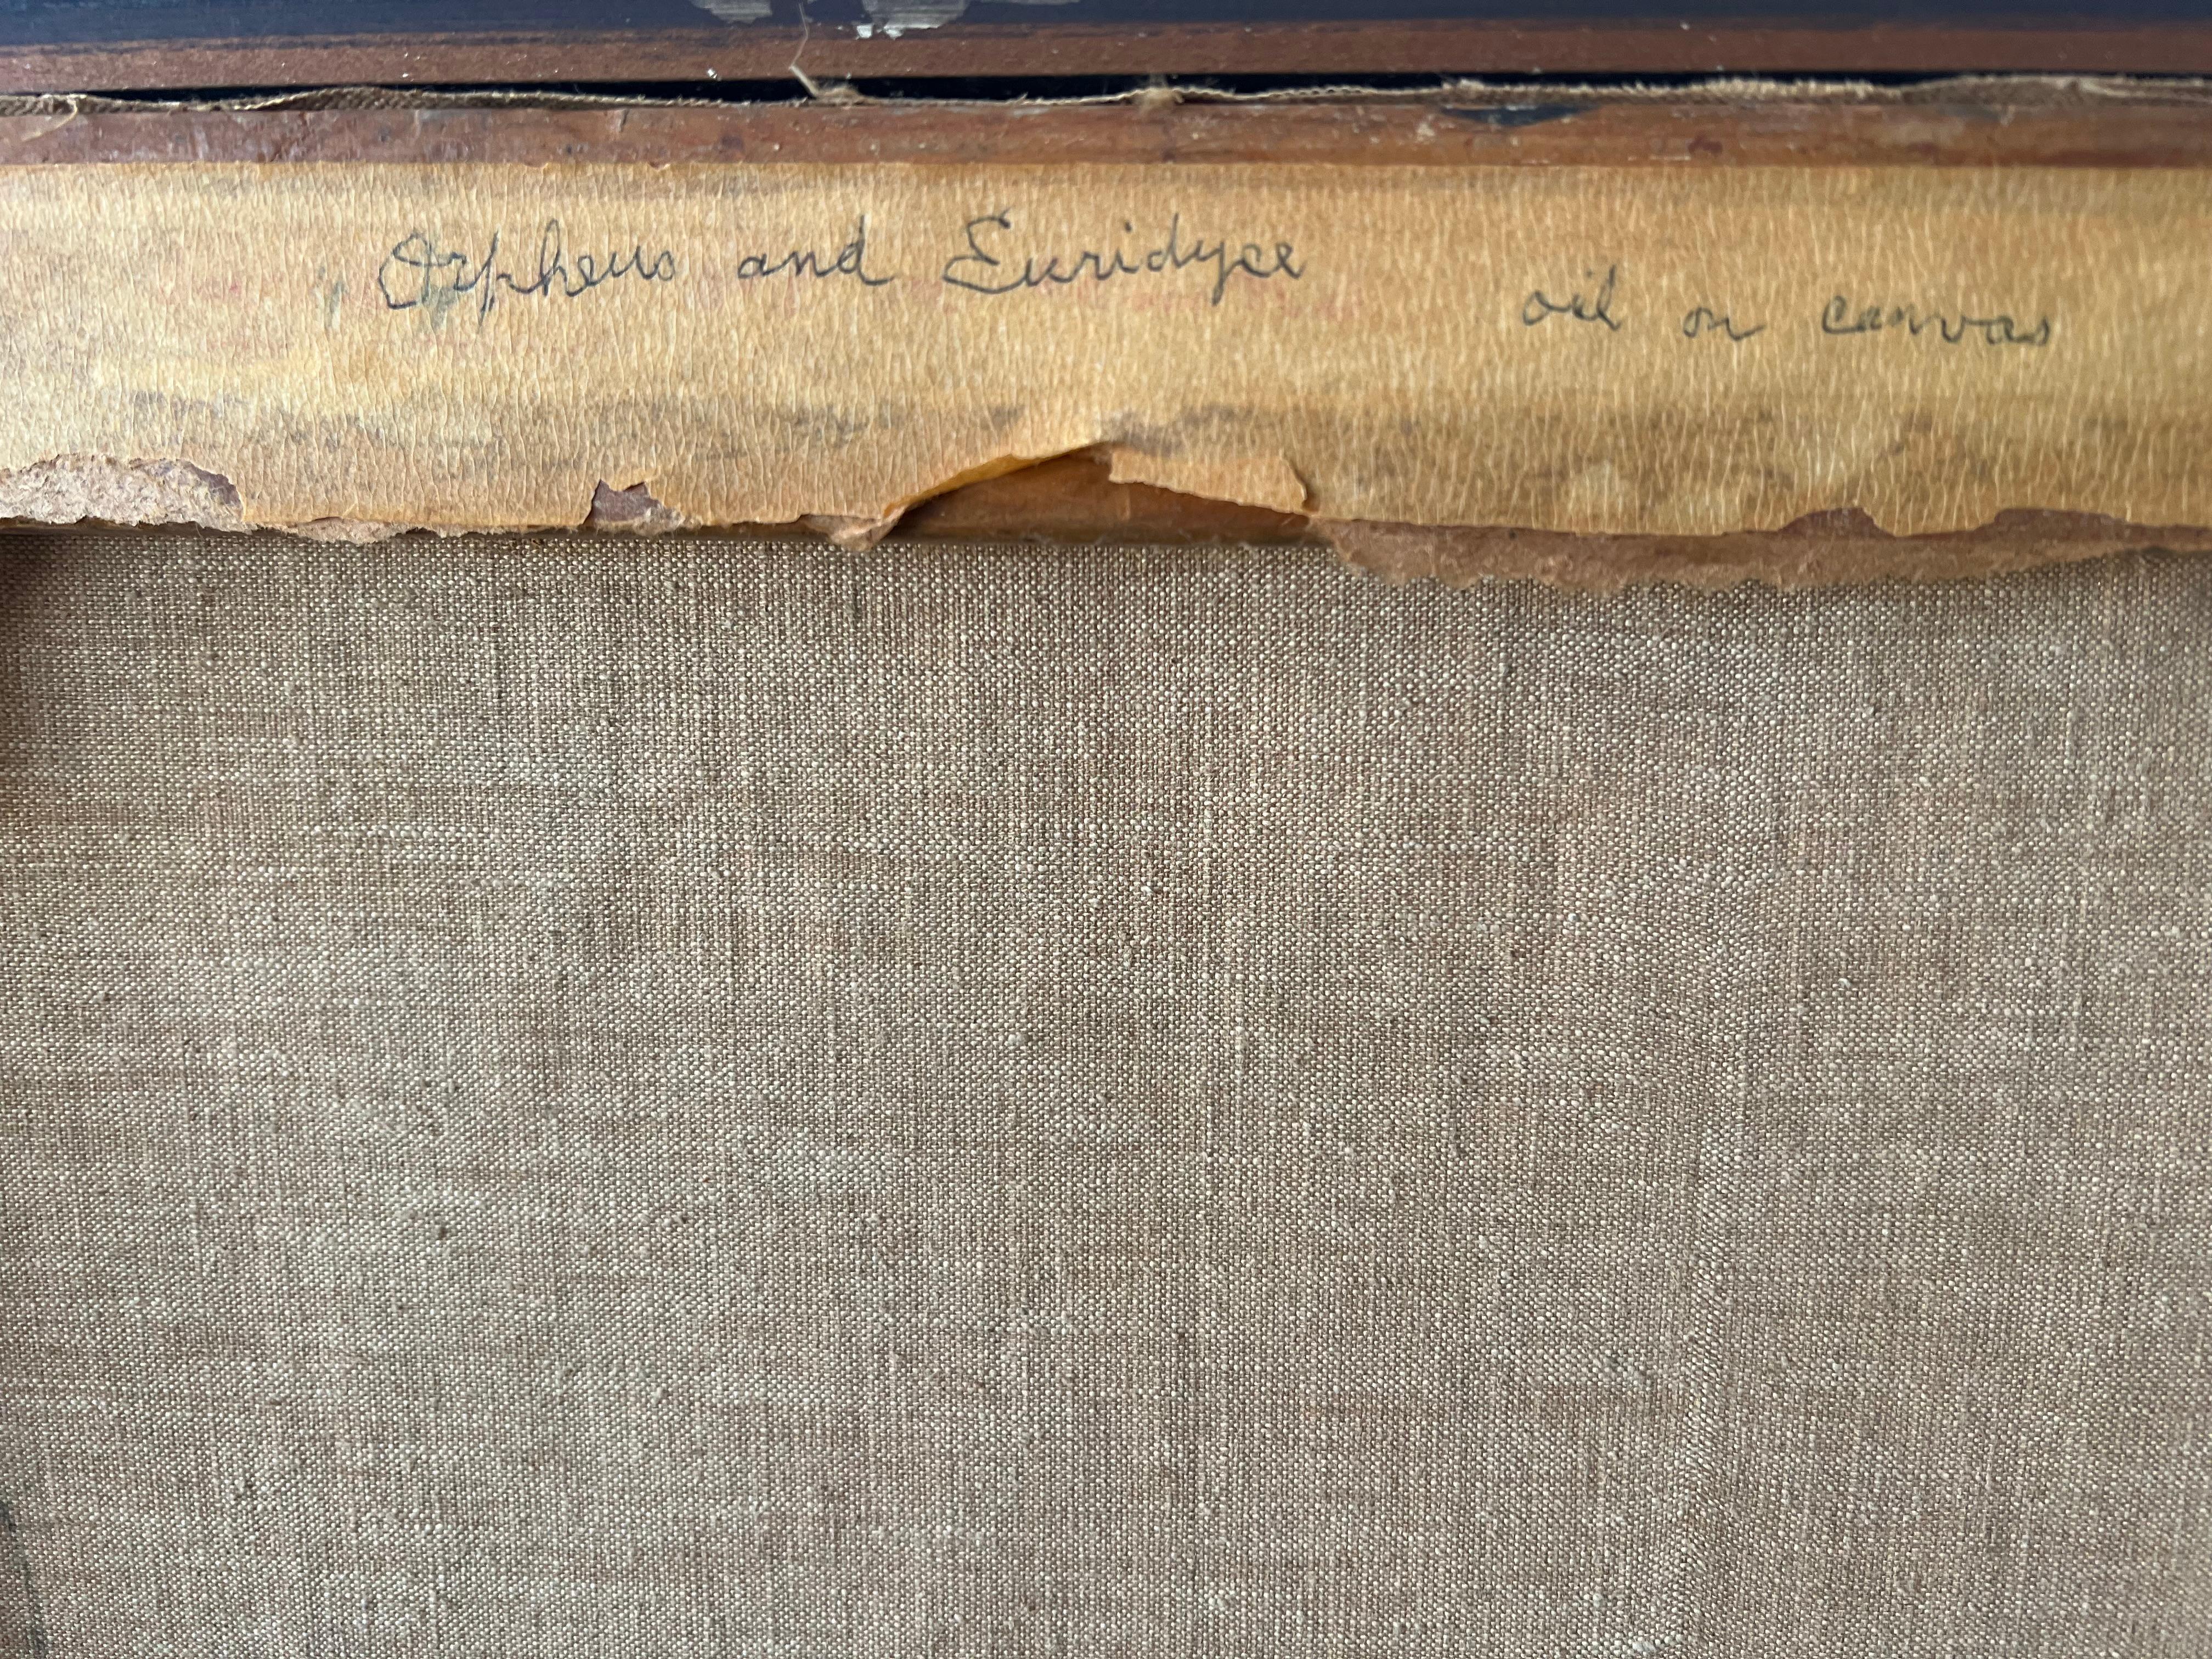 Orpheus and Euridyce
oil on canvas